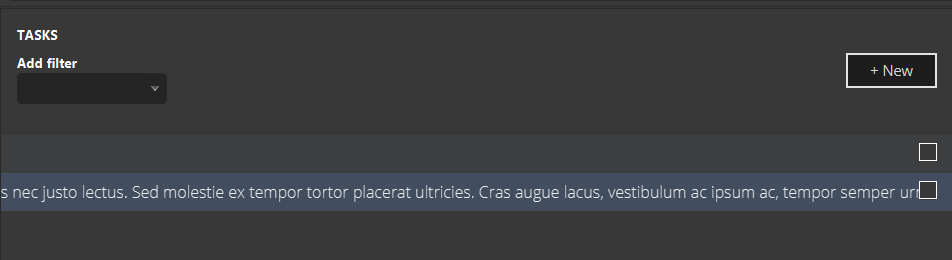 TASKS
Add filter
+ New
nec justo lectus. Sed molestie ex tempor tortor placerat ultricies. Cras augue lacus, vestibulum ac ipsum ac, tempor semper